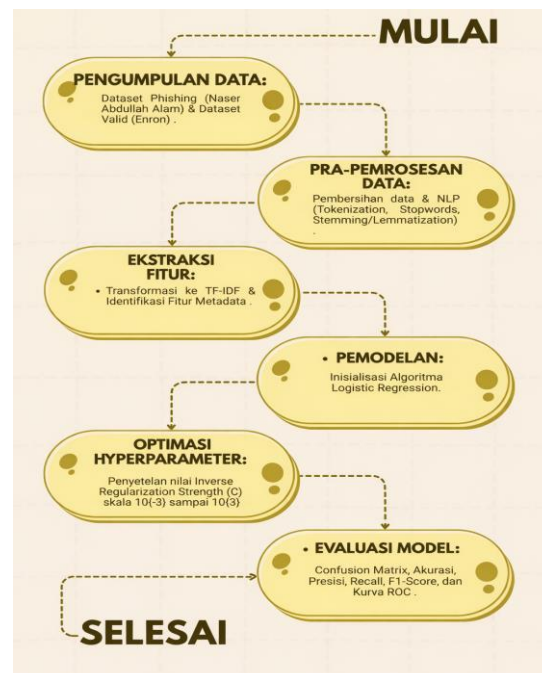 MULAI
PENGUMPULAN DATA:
Dataset Phishing (Naser
Abdullah Alam) & Dataset
Valid (Enron) .
PRA-PEMROSESAN
DATA:
Pembersihan data & NLP
(Tokenization, Stopwords,
Stemming/Lemmatization)
.
EKSTRAKSI
FITUR:
• Transformasi ke TF-IDF &
Identifikasi Fitur Metadata .
• PEMODELAN:
Inisialisasi Algoritma
Logistic Regression.
OPTIMASI
HYPERPARAMETER:
Penyetelan nilai Inverse
Regularization Strength (C)
skala 10{-3} sampai 10{3}
• EVALUASI MODEL:
Confusion Matrix, Akurasi,
Presisi, Recall, F1-Score, dan
Kurva ROC .
SELESAI